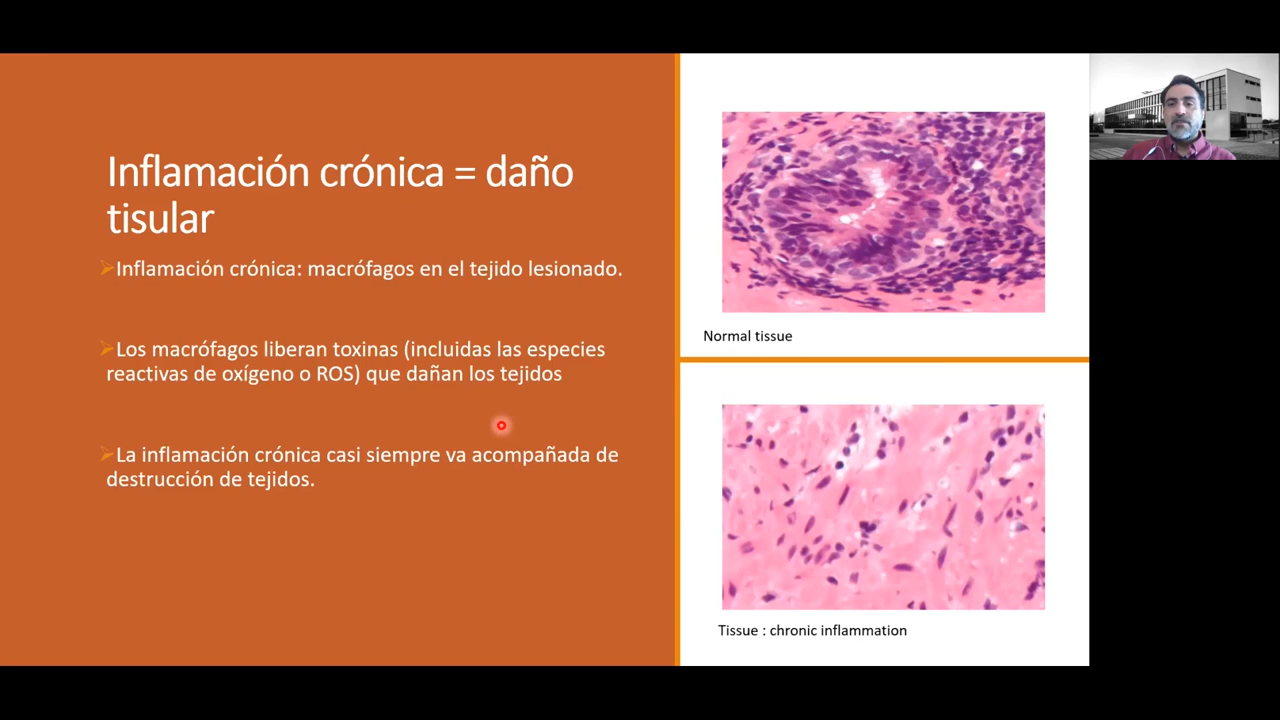 Inflamación crónica = daño
tisular
Inflamación crónica: macrófagos en el tejido lesionado.
Los macrófagos liberan toxinas (incluidas las especies
reactivas de oxígeno o ROS) que dañan los tejidos
La inflamación crónica casi siempre va acompañada de
destrucción de tejidos.
Normal tissue
Tissue : chronic inflammation